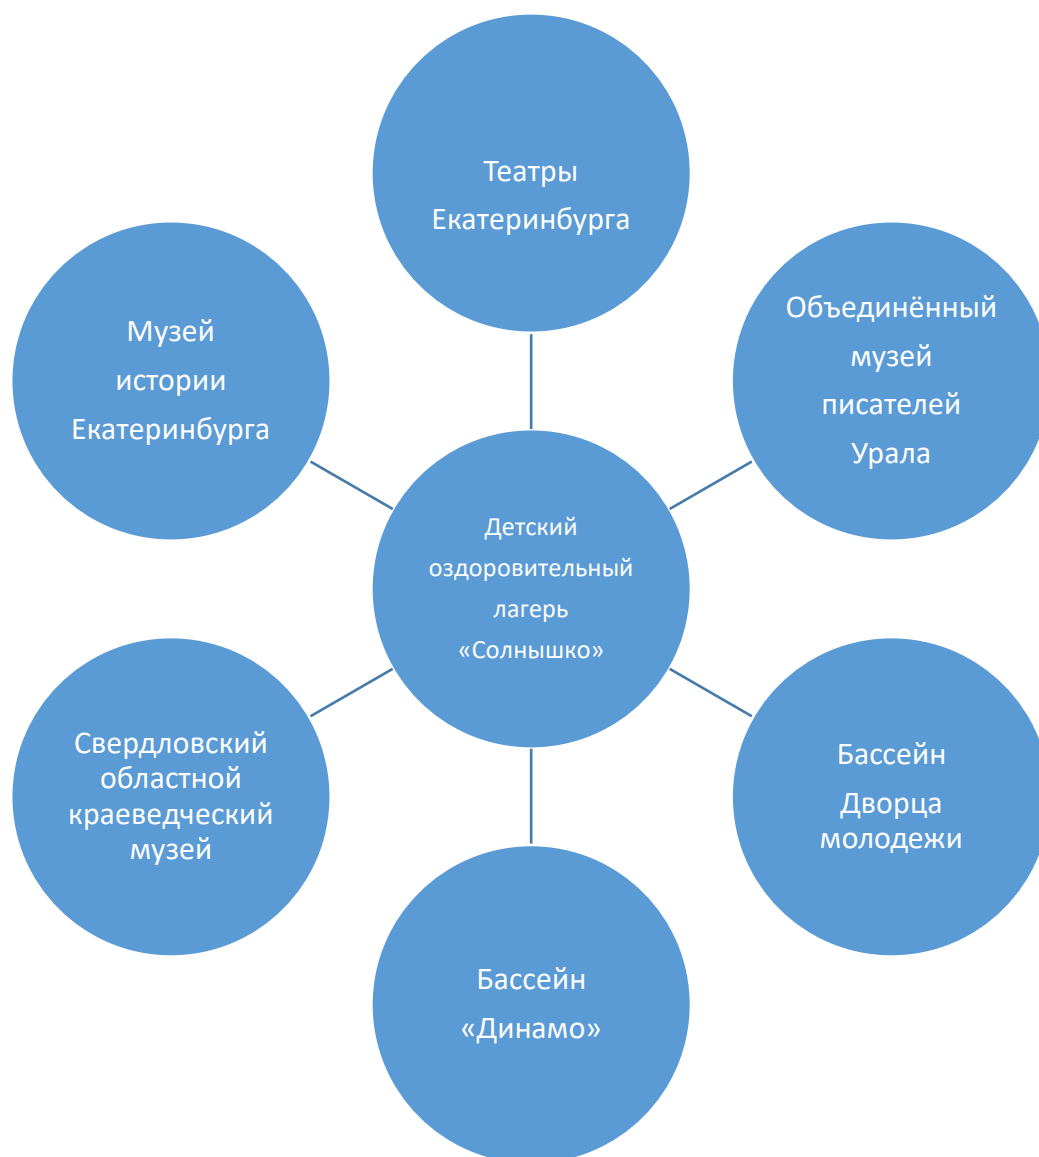 Театры
Екатеринбурга
Музей
истории
Екатеринбурга
Объединённый
музей
писателей
Урала
Детский
оздоровительный
лагерь
«Солнышко»
Свердловский
областной
краеведческий
музей
Бассейн
Дворца
молодежи
Бассейн
«Динамо»